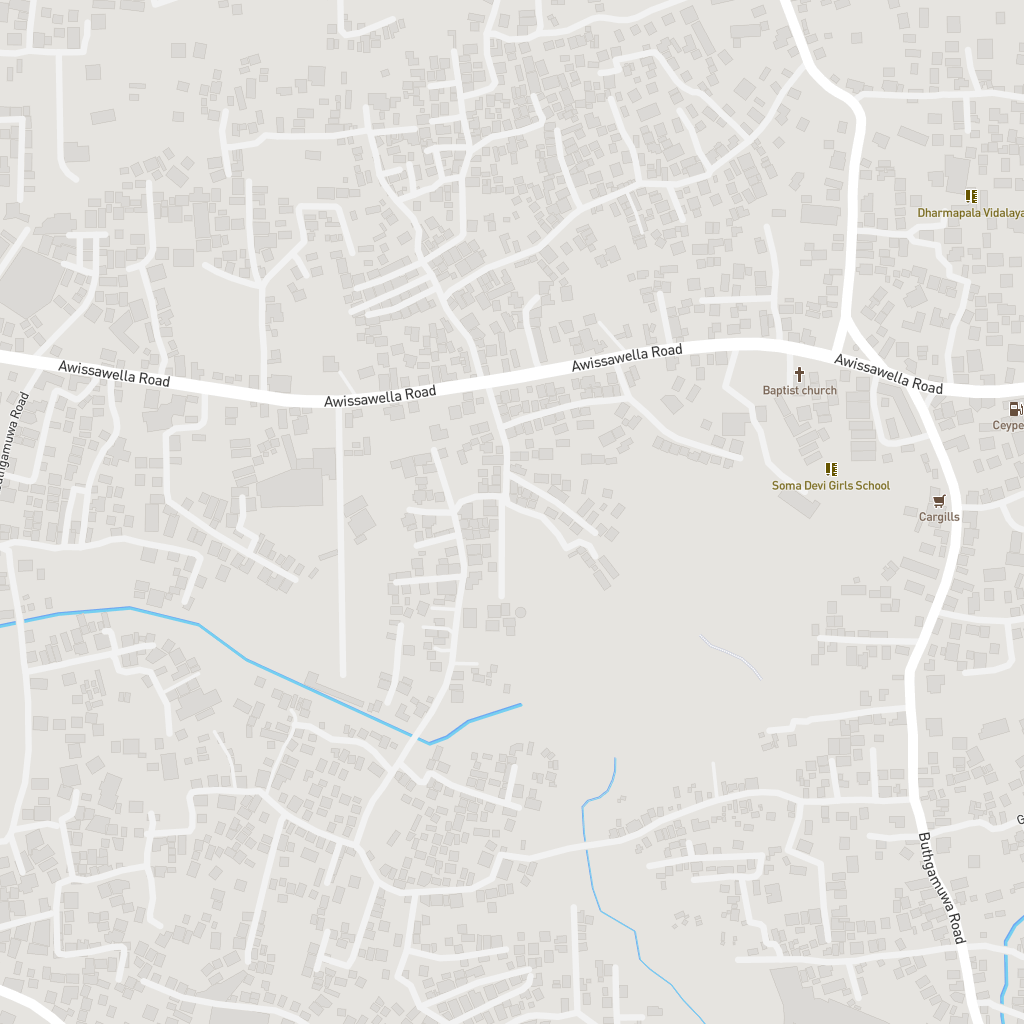 Dharmapala Vidalaya
Awissawella Road
Awissawella Road
Awissawella Road
Awissawella Road
Baptist church
Soma Devi Girls School
Cargills
Buthgamuwa Road